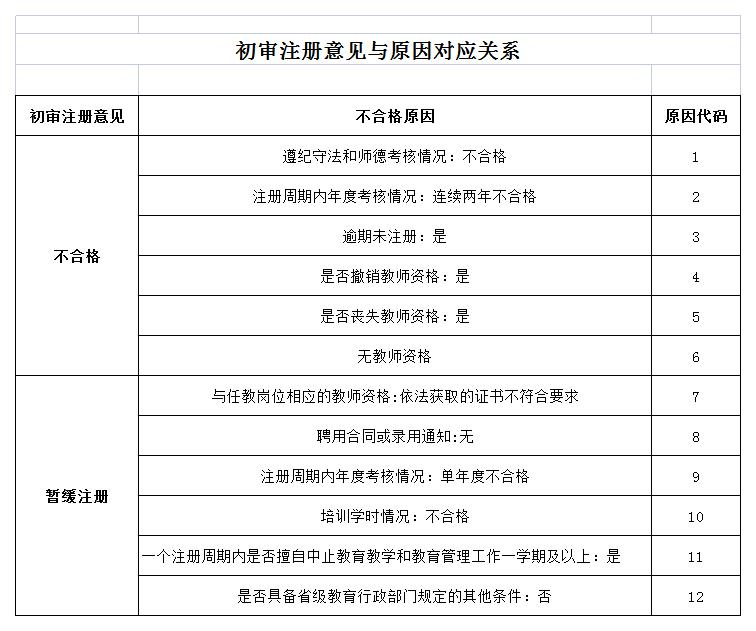 初审注册意见与原因对应关系
初审注册意见 不合格原因 原因代码
不合格
遵纪守法和师德考核情况：不合格 1
注册周期内年度考核情况：连续两年不合格 2
逾期未注册：是 3
是否撤销教师资格：是 4
是否丧失教师资格：是 5
无教师资格 6
暂缓注册
与任教岗位相应的教师资格:依法获取的证书不符合要求 7
聘用合同或录用通知:无 8
注册周期内年度考核情况：单年度不合格 9
培训学时情况：不合格 10
一个注册周期内是否擅自中止教育教学和教育管理工作一学期及以上：是 11
是否具备省级教育行政部门规定的其他条件：否 12